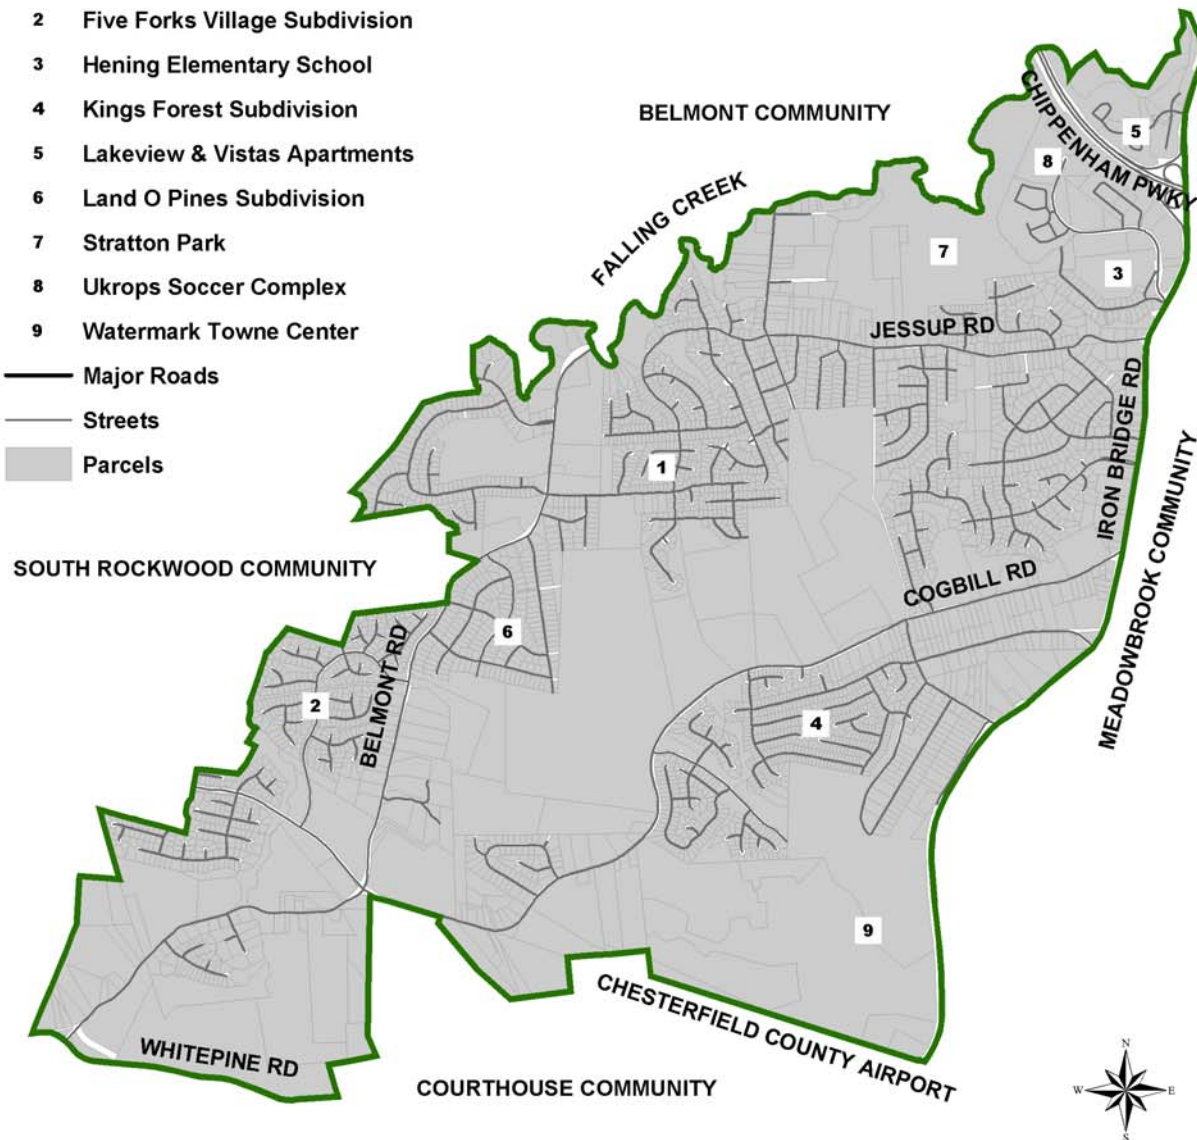 2 Five Forks Village Subdivision
3 Hening Elementary School
4 Kings Forest Subdivision
5 Lakeview & Vistas Apartments
6 Land O Pines Subdivision
7 Stratton Park
8 Ukrops Soccer Complex
9 Watermark Towne Center
Major Roads
Streets
Parcels
BELMONT COMMUNITY
CHIPPENHAM PWKY
5
8
FALLING CREEK
7
3
JESSUP RD
IRON BRIDGE RD
1
MEADOWBROOK COMMUNITY
SOUTH ROCKWOOD COMMUNITY
COGBILL RD
6
BELMONT RD
2
4
9
CHESTERFIELD COUNTY AIRPORT
WHITEPINE RD
COURTHOUSE COMMUNITY
N
W E
S